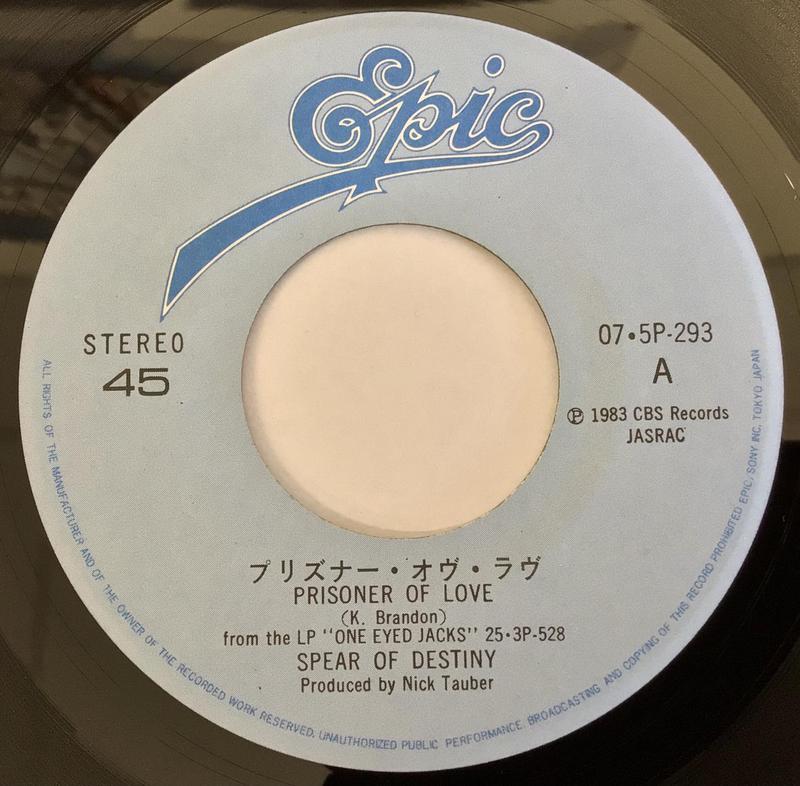 Epic
STEREO
45
07•5P-293
A
Ⓟ 1983 CBS Records
JASRAC
プリズナー・オヴ・ラヴ
PRISONER OF LOVE
(K. Brandon)
from the LP "ONE EYED JACKS" 25•3P-528
SPEAR OF DESTINY
Produced by Nick Tauber
ALL RIGHTS OF THE MANUFACTURER AND OF THE OWNER OF THE RECORDED WORK RESERVED. UNAUTHORIZED PUBLIC PERFORMANCE. BROADCASTING AND COPYING OF THIS RECORD PROHIBITED EPIC, SONY INC. TOKYO JAPAN